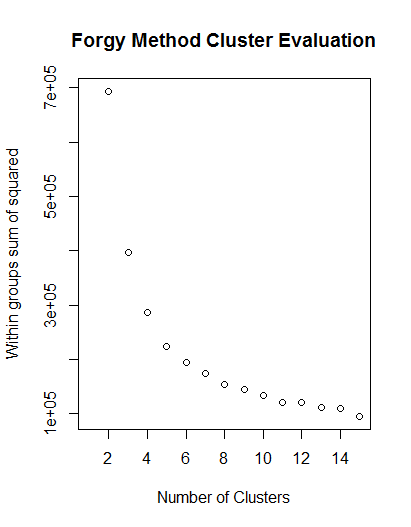 Forgy Method Cluster Evaluation
Within groups sum of squared
7e+05
5e+05
3e+05
1e+05
2 4 6 8 10 12 14
Number of Clusters